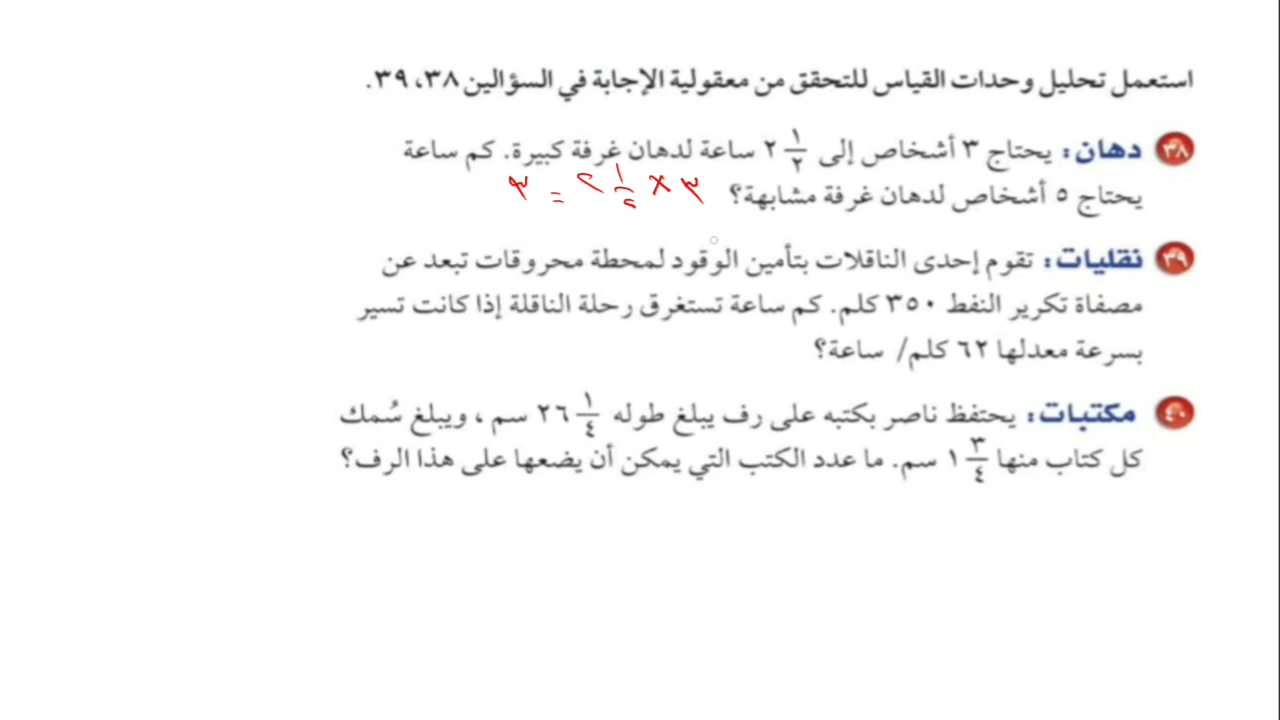 استعمل تحليل وحدات القياس للتحقق من معقولية الإجابة في السؤالين ٣٨، ٣٩.
٣٨ دهان: يحتاج ٣ أشخاص إلى ٢ ١/٢ ساعة لدهان غرفة كبيرة. كم ساعة
يحتاج ٥ أشخاص لدهان غرفة مشابهة؟ ٣ × ٢ ١/٢ = ٣
٣٩ نقليات: تقوم إحدى الناقلات بتأمين الوقود لمحطة محروقات تبعد عن
مصفاة تكرير النفط ٣٥٠ كلم. كم ساعة تستغرق رحلة الناقلة إذا كانت تسير
بسرعة معدلها ٦٢ كلم/ ساعة؟
٤٠ مكتبات: يحتفظ ناصر بكتبه على رف يبلغ طوله ٢٦ ١/٤ سم، ويبلغ سُمك
كل كتاب منها ١ ٣/٤ سم. ما عدد الكتب التي يمكن أن يضعها على هذا الرف؟